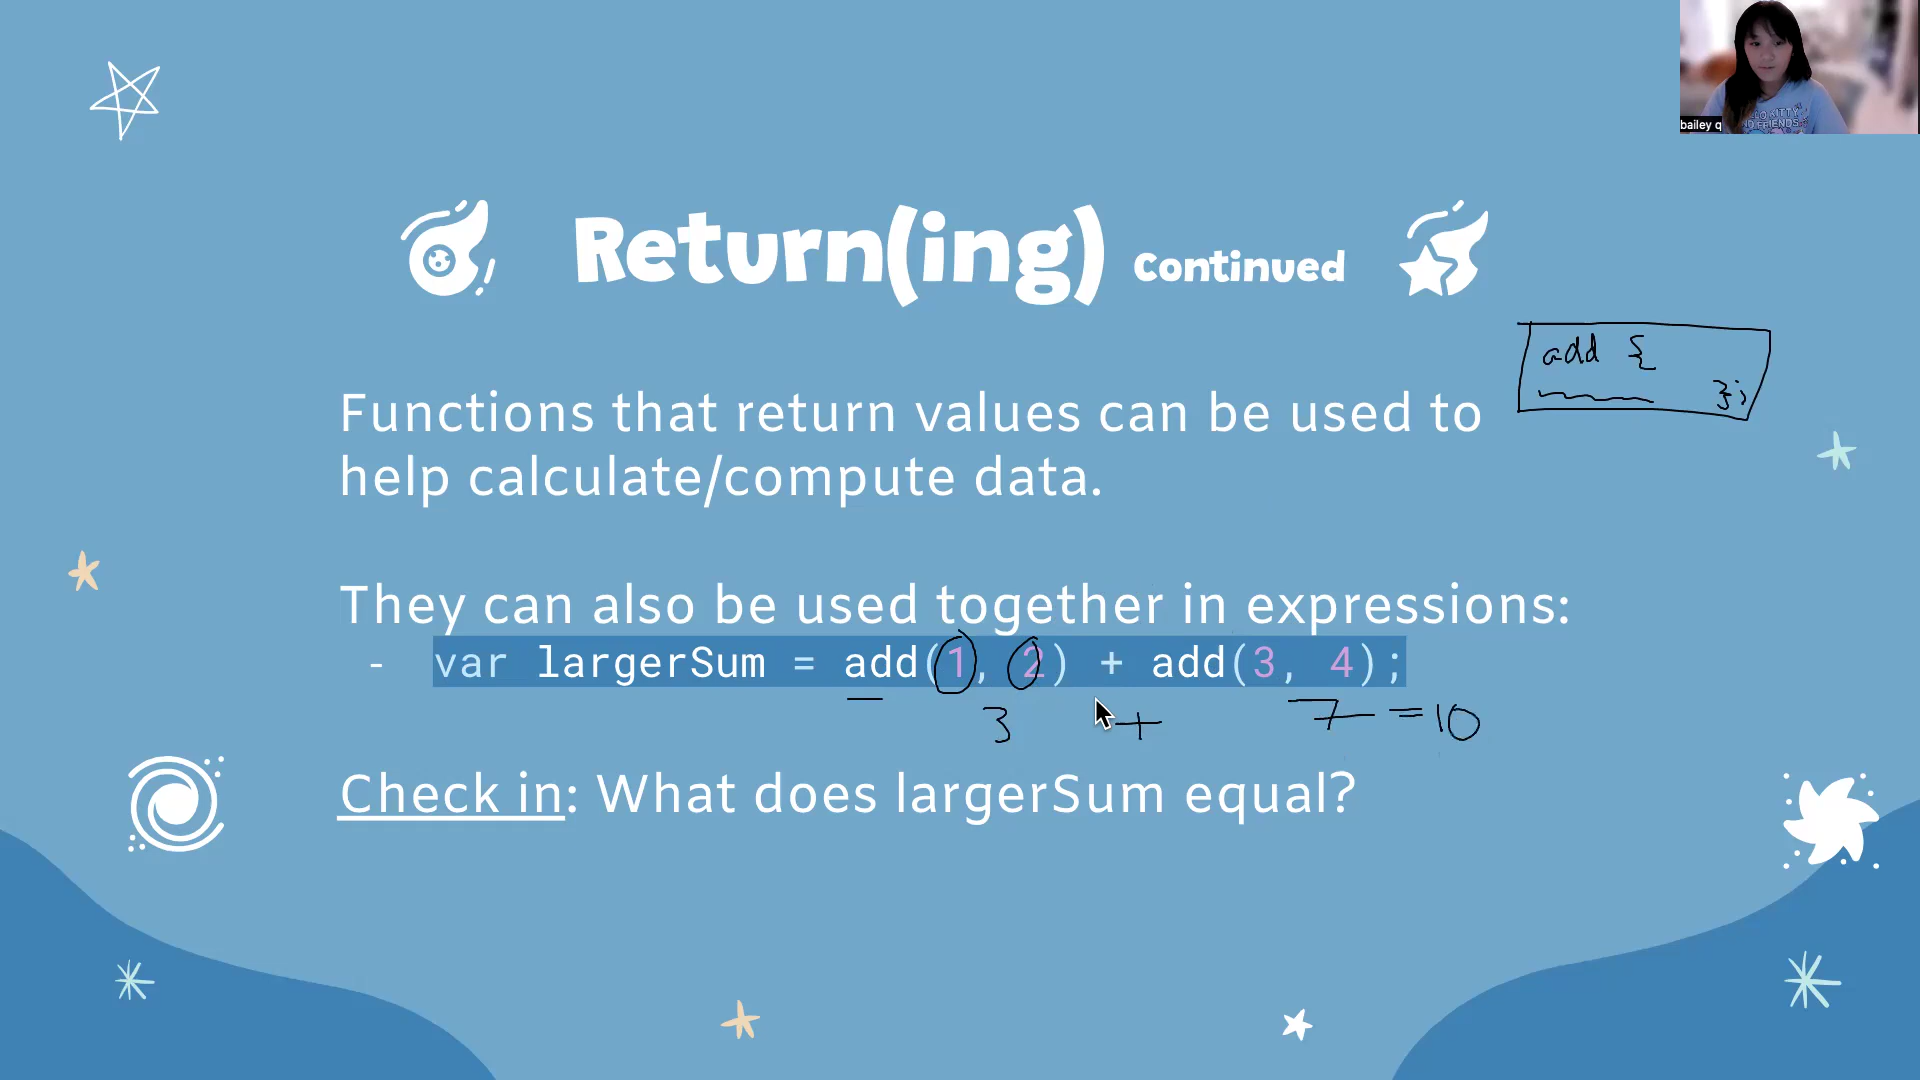 bailey q
Return(ing) Continued
add {
};
Functions that return values can be used to
help calculate/compute data.
They can also be used together in expressions:
- var largerSum = add(1, 2) + add(3, 4);
3 + 7 = 10
Check in: What does largerSum equal?